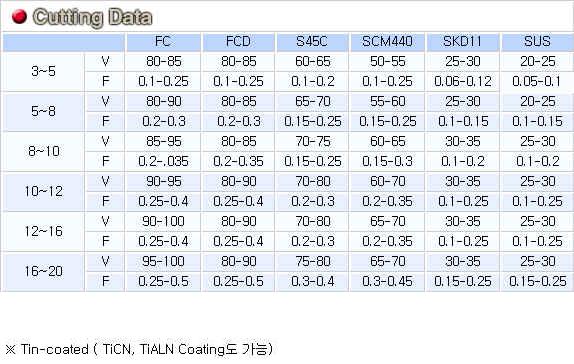 Cutting Data
FC FCD S45C SCM440 SKD11 SUS
3~5 V 80-85 80-85 60-65 50-55 25-30 20-25
F 0.1-0.25 0.1-0.25 0.1-0.2 0.1-0.25 0.06-0.12 0.05-0.1
5~8 V 80-90 80-85 65-70 55-60 25-30 20-25
F 0.2-0.3 0.2-0.3 0.15-0.25 0.15-0.25 0.1-0.15 0.1-0.15
8~10 V 85-95 80-85 70-75 60-65 30-35 25-30
F 0.2-.035 0.2-0.35 0.15-0.25 0.15-0.3 0.1-0.2 0.1-0.2
10~12 V 90-95 80-90 70-80 60-70 30-35 25-30
F 0.25-0.4 0.25-0.4 0.2-0.3 0.2-0.35 0.1-0.25 0.1-0.25
12~16 V 90-100 80-90 70-80 65-70 30-35 25-30
F 0.25-0.4 0.25-0.4 0.2-0.3 0.2-0.35 0.1-0.25 0.1-0.25
16~20 V 95-100 80-90 75-80 65-70 30-35 25-30
F 0.25-0.5 0.25-0.5 0.3-0.4 0.3-0.45 0.15-0.25 0.15-0.25
※ Tin-coated ( TiCN, TiALN Coating도 가능)